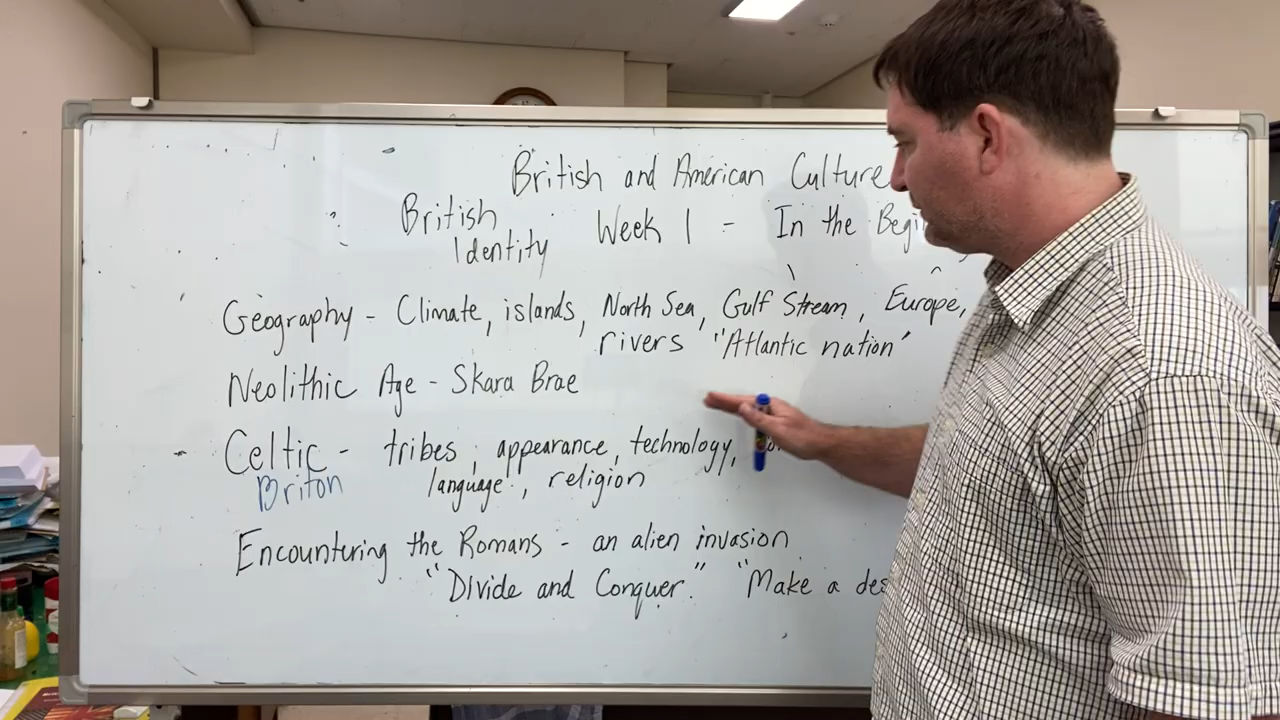 British and American Culture
British Identity
Week 1 - In the
Geography - Climate, islands, North Sea, Gulf Stream, Europe,
rivers "Atlantic nation"
Neolithic Age - Skara Brae
Celtic - tribes, appearance, technology,
Briton language, religion
Encountering the Romans - an alien invasion
"Divide and Conquer." "Make a